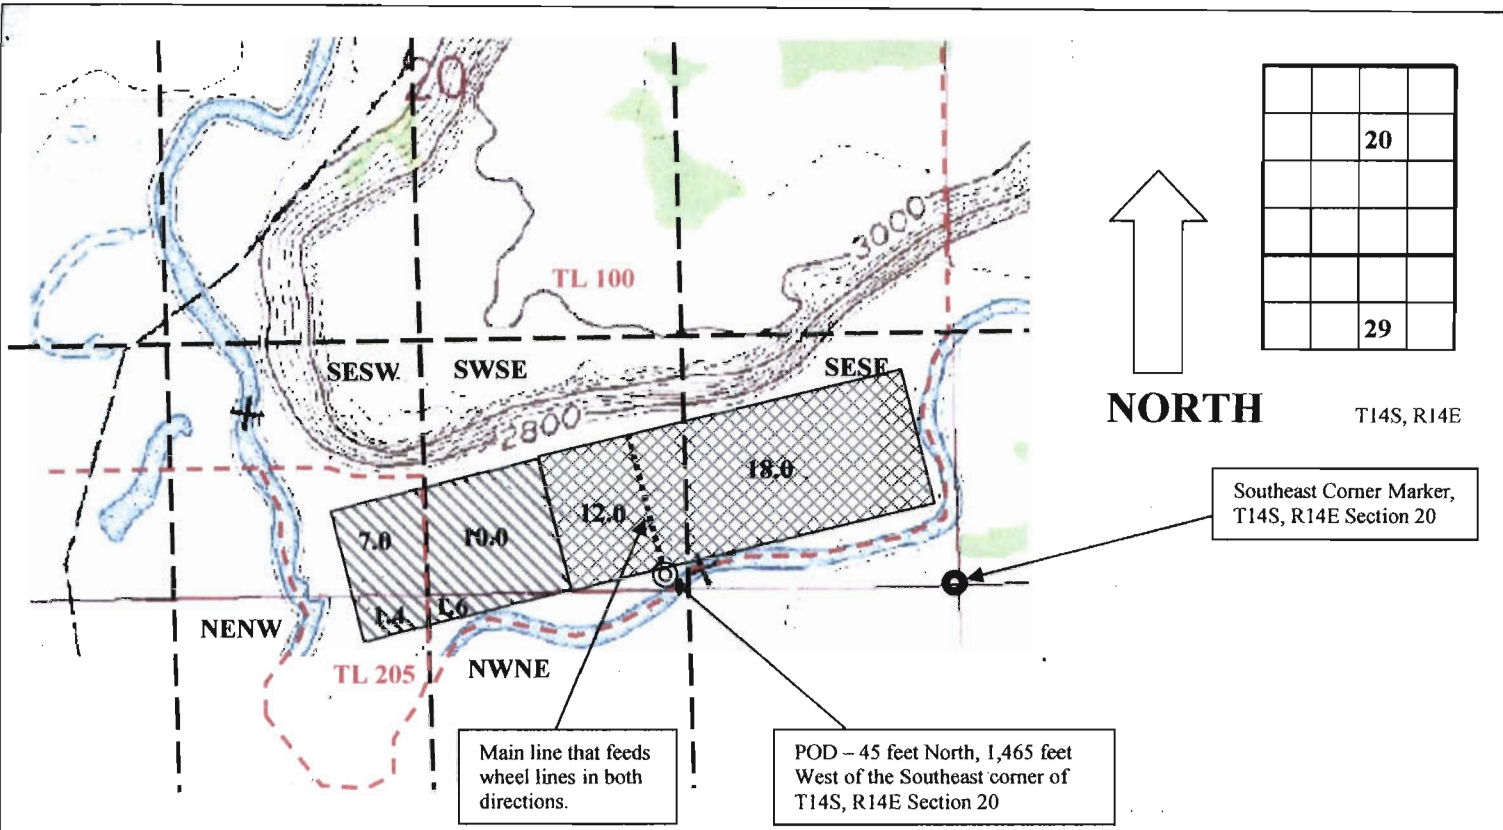 20
20
29
3000
TL 100
SESW
SWSE
SESE
NORTH
T14S, R14E
2800
18.0
12.0
10.0
7.0
Southeast Corner Marker,
T14S, R14E Section 20
1.4
1.6
NENW
TL 205
NWNE
Main line that feeds
wheel lines in both
directions.
POD – 45 feet North, 1,465 feet
West of the Southeast corner of
T14S, R14E Section 20